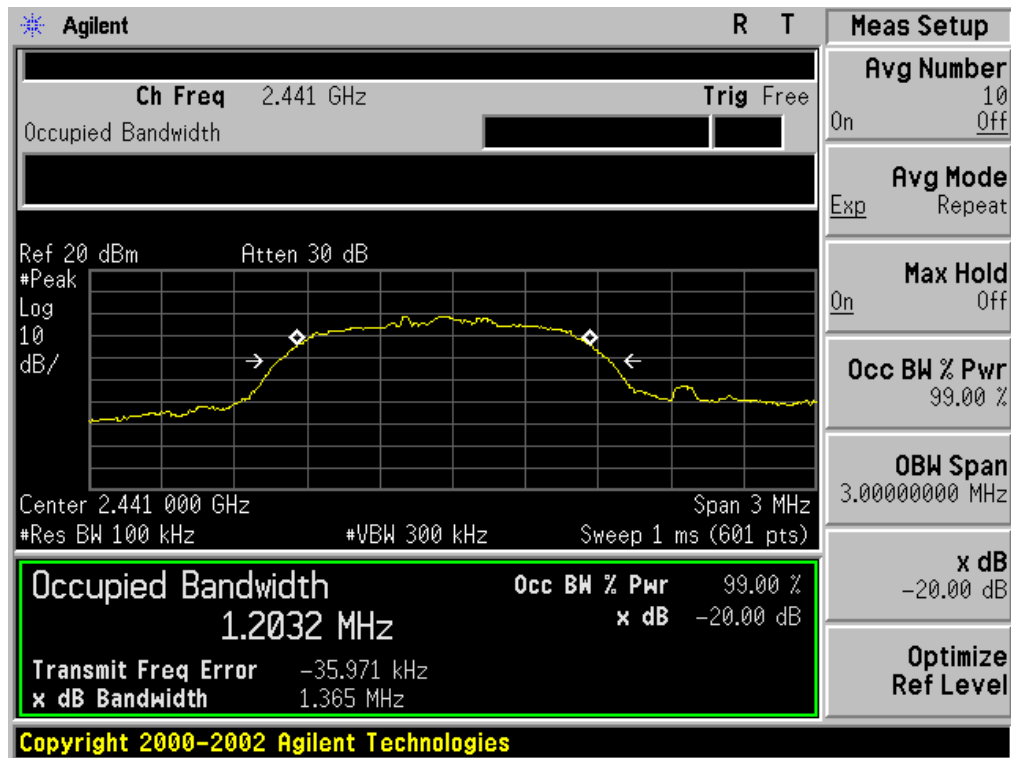 Agilent R T
Ch Freq 2.441 GHz Trig Free
Occupied Bandwidth
Ref 20 dBm Atten 30 dB
#Peak
Log
10
dB/
Center 2.441 000 GHz Span 3 MHz
#Res BW 100 kHz #VBW 300 kHz Sweep 1 ms (601 pts)
Occupied Bandwidth Occ BW % Pwr 99.00 %
1.2032 MHz x dB -20.00 dB
Transmit Freq Error -35.971 kHz
x dB Bandwidth 1.365 MHz
Copyright 2000-2002 Agilent Technologies
Meas Setup
Avg Number
10
On Off
Avg Mode
Exp Repeat
Max Hold
On Off
Occ BW % Pwr
99.00 %
OBW Span
3.00000000 MHz
x dB
-20.00 dB
Optimize
Ref Level